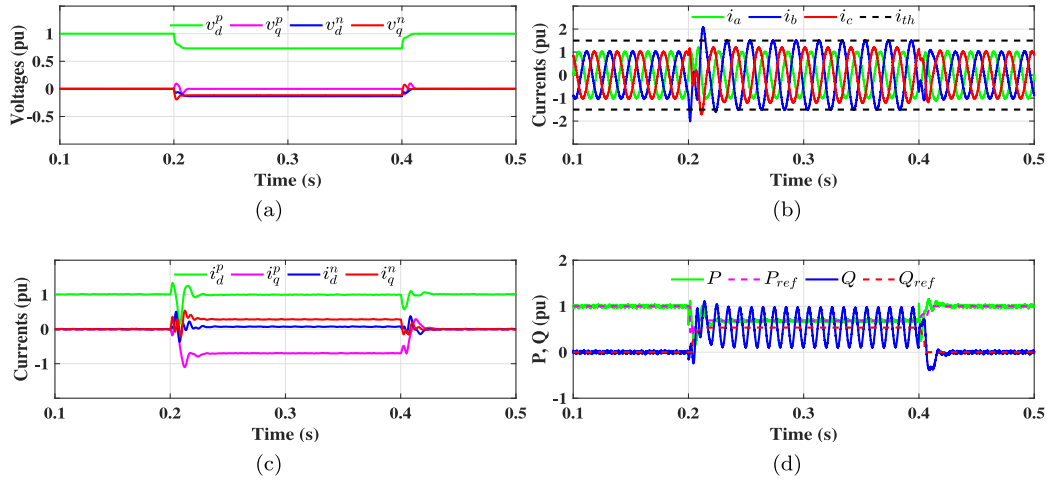 v_d^p v_q^p v_d^n v_q^n
Voltages (pu)
1
0.5
0
-0.5
0.1 0.2 0.3 0.4 0.5
Time (s)
(a)
i_a i_b i_c i_th
Currents (pu)
2
1
0
-1
-2
0.1 0.2 0.3 0.4 0.5
Time (s)
(b)
i_d^p i_q^p i_d^n i_q^n
Currents (pu)
1
0
-1
0.1 0.2 0.3 0.4 0.5
Time (s)
(c)
P P_ref Q Q_ref
P, Q (pu)
2
1
0
-1
0.1 0.2 0.3 0.4 0.5
Time (s)
(d)